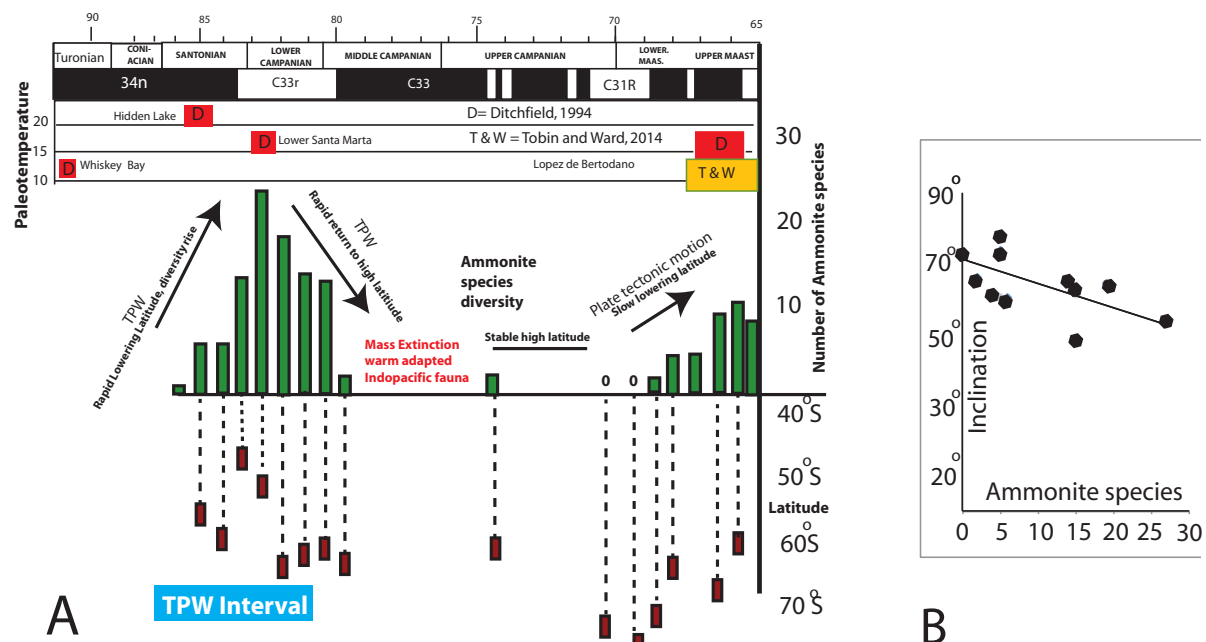 90 85 80 75 70 65
Turonian
CONI-
ACIAN
SANTONIAN
LOWER
CAMPANIAN
MIDDLE CAMPANIAN
UPPER CAMPANIAN
LOWER.
MAAS.
UPPER MAAST
34n C33r C33 C31R
Paleotemperature
20
15
10
Hidden Lake D
D= Ditchfield, 1994
D Lower Santa Marta
T & W = Tobin and Ward, 2014
D
D Whiskey Bay
Lopez de Bertodano
T & W
30
20
10
Number of Ammonite species
TPW
Rapid Lowering Latitude, diversity rise
TPW
Rapid return to high latitiude
Ammonite
species
diversity
Mass Extinction
warm adapted
Indopacific fauna
Stable high latitude
Plate tectonic motion
Slow lowering latitude
0 0
40°S
50°S
Latitude
60°S
70°S
TPW Interval
A
90°
70°
50°
30°
20°
Inclination
Ammonite species
0 5 10 15 20 30
B